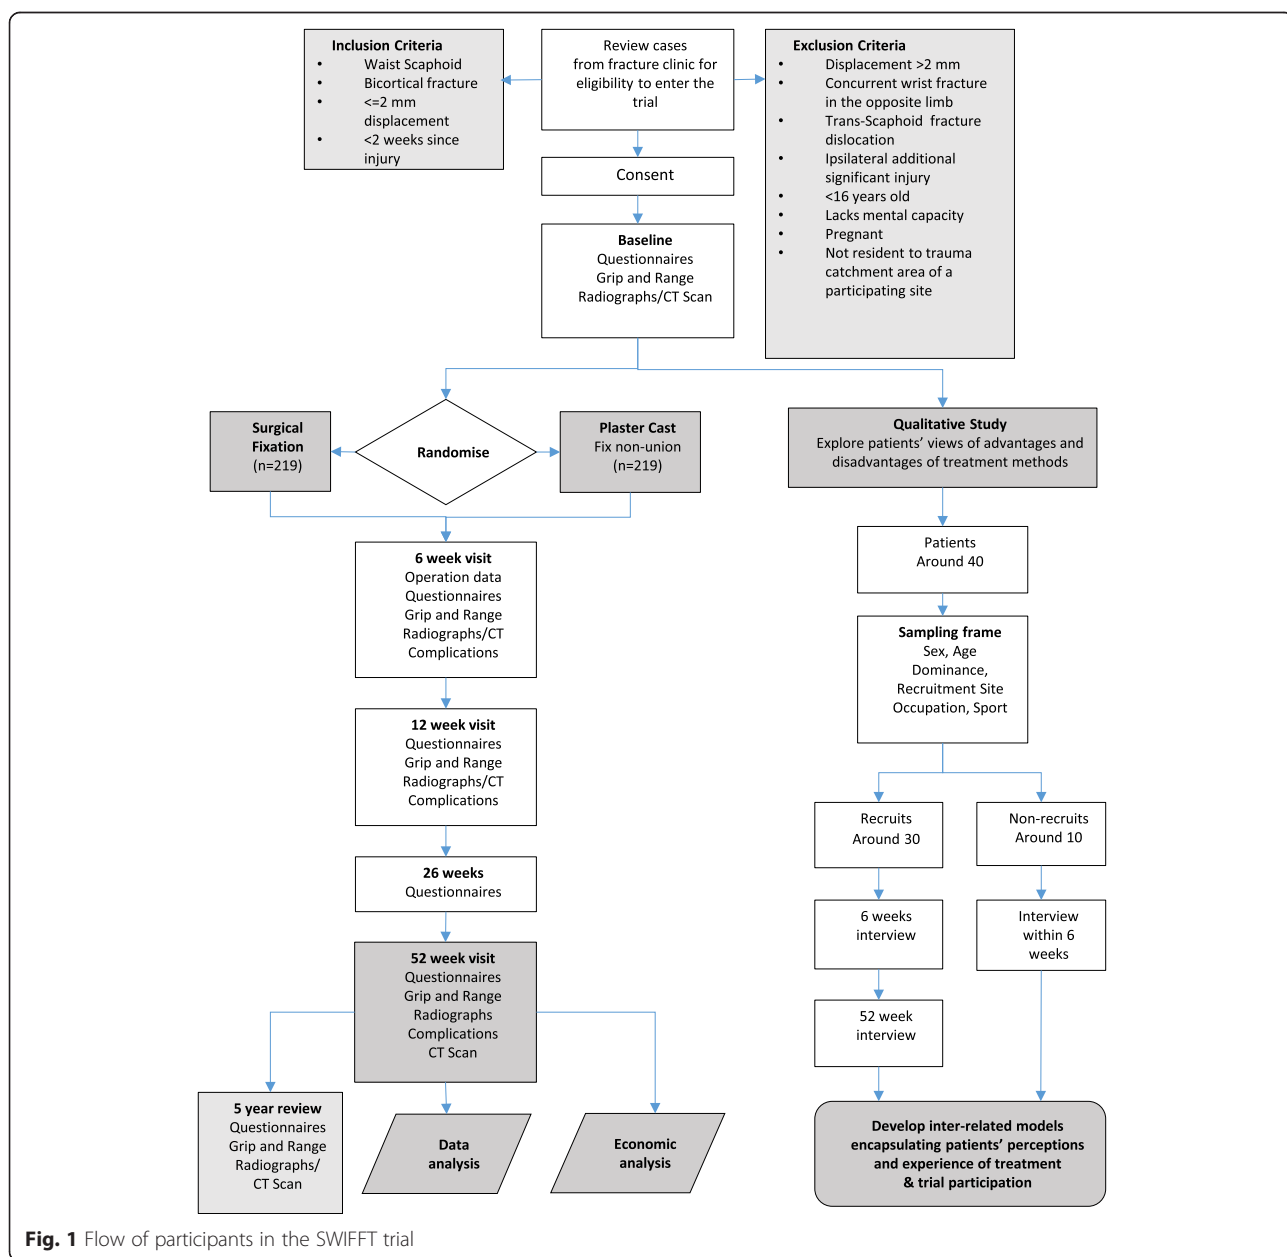 Inclusion Criteria
• Waist Scaphoid
• Bicortical fracture
• <=2 mm
displacement
• <2 weeks since
injury
Review cases
from fracture clinic for
eligibility to enter the
trial
Exclusion Criteria
• Displacement >2 mm
• Concurrent wrist fracture
in the opposite limb
• Trans-Scaphoid fracture
dislocation
• Ipsilateral additional
significant injury
• <16 years old
• Lacks mental capacity
• Pregnant
• Not resident to trauma
catchment area of a
participating site
Consent
Baseline
Questionnaires
Grip and Range
Radiographs/CT Scan
Surgical
Fixation
(n=219)
Randomise
Plaster Cast
Fix non-union
(n=219)
Qualitative Study
Explore patients’ views of advantages and
disadvantages of treatment methods
6 week visit
Operation data
Questionnaires
Grip and Range
Radiographs/CT
Complications
12 week visit
Questionnaires
Grip and Range
Radiographs/CT
Complications
26 weeks
Questionnaires
52 week visit
Questionnaires
Grip and Range
Radiographs
Complications
CT Scan
5 year review
Questionnaires
Grip and Range
Radiographs/
CT Scan
Data
analysis
Economic
analysis
Patients
Around 40
Sampling frame
Sex, Age
Dominance,
Recruitment Site
Occupation, Sport
Recruits
Around 30
Non-recruits
Around 10
6 weeks
interview
Interview
within 6
weeks
52 week
interview
Develop inter-related models
encapsulating patients’ perceptions
and experience of treatment
& trial participation
Fig. 1 Flow of participants in the SWIFFT trial